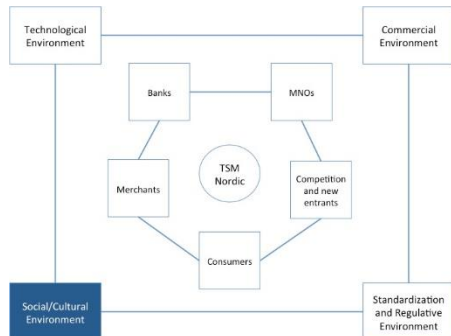 Technological
Environment
Commercial
Environment
Banks
MNOs
TSM
Nordic
Merchants
Competition
and new
entrants
Consumers
Social/Cultural
Environment
Standardization
and Regulative
Environment